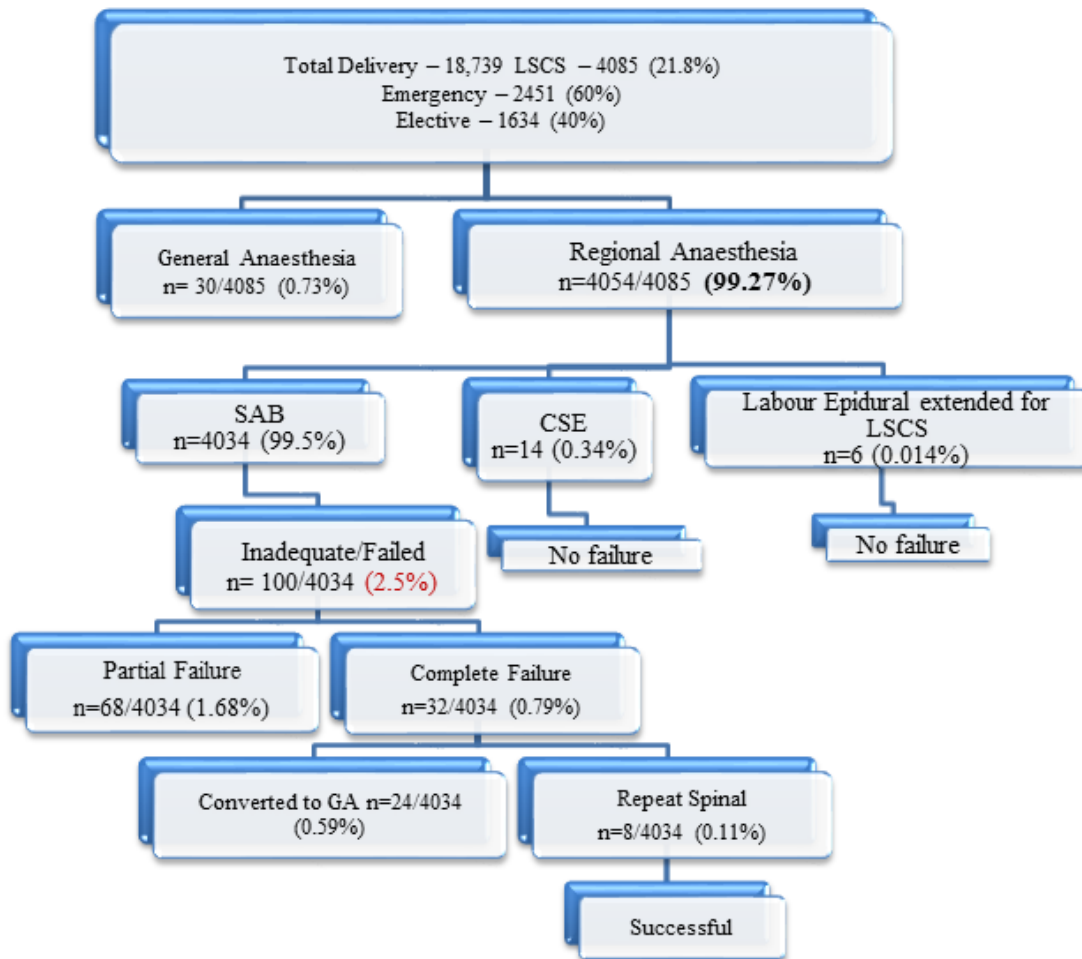 Total Delivery – 18,739 LSCS – 4085 (21.8%)
Emergency – 2451 (60%)
Elective – 1634 (40%)
General Anaesthesia
n= 30/4085 (0.73%)
Regional Anaesthesia
n=4054/4085 (99.27%)
SAB
n=4034 (99.5%)
CSE
n=14 (0.34%)
Labour Epidural extended for
LSCS
n=6 (0.014%)
Inadequate/Failed
n= 100/4034 (2.5%)
No failure
No failure
Partial Failure
n=68/4034 (1.68%)
Complete Failure
n=32/4034 (0.79%)
Converted to GA n=24/4034
(0.59%)
Repeat Spinal
n=8/4034 (0.11%)
Successful